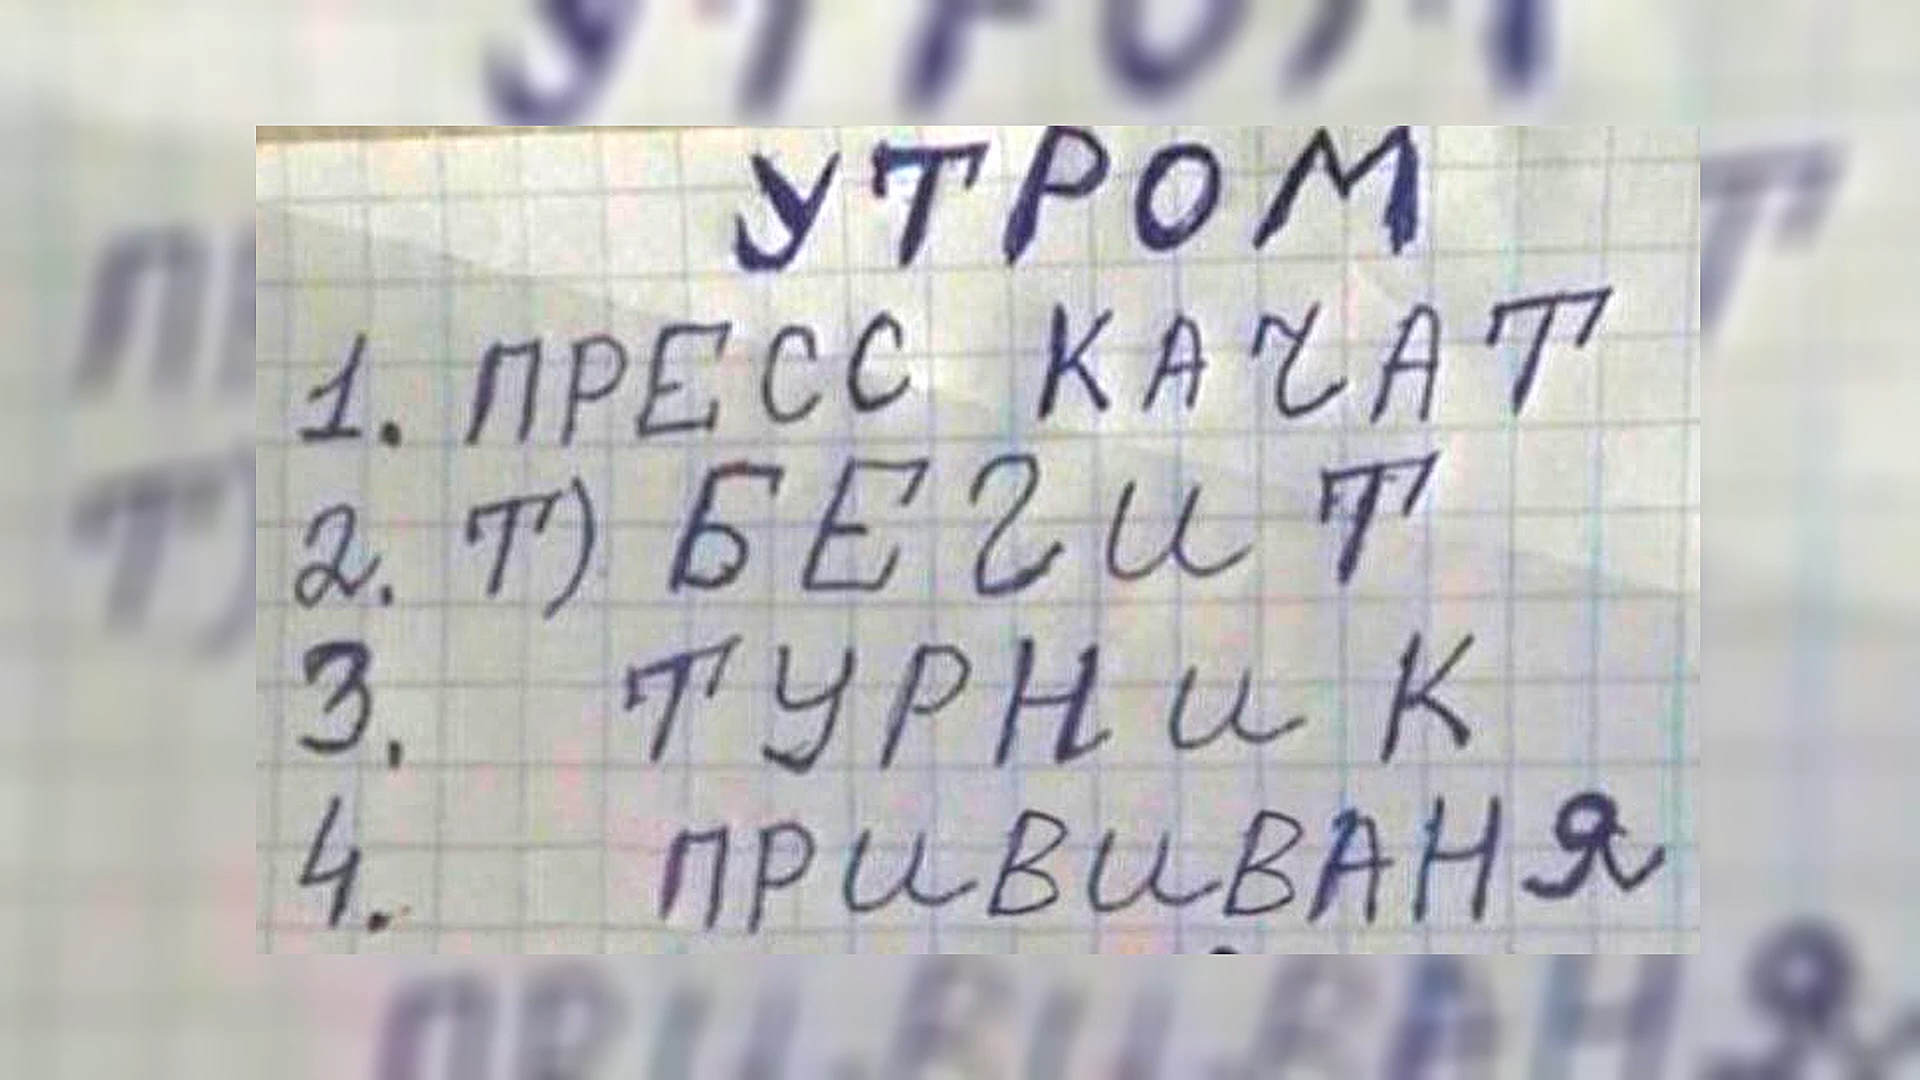 УТРОМ
1. ПРЕСС КАЧАТ
2. Т) БЕГИТ
3. ТУРНИК
4. ПРИВИВАНЯ